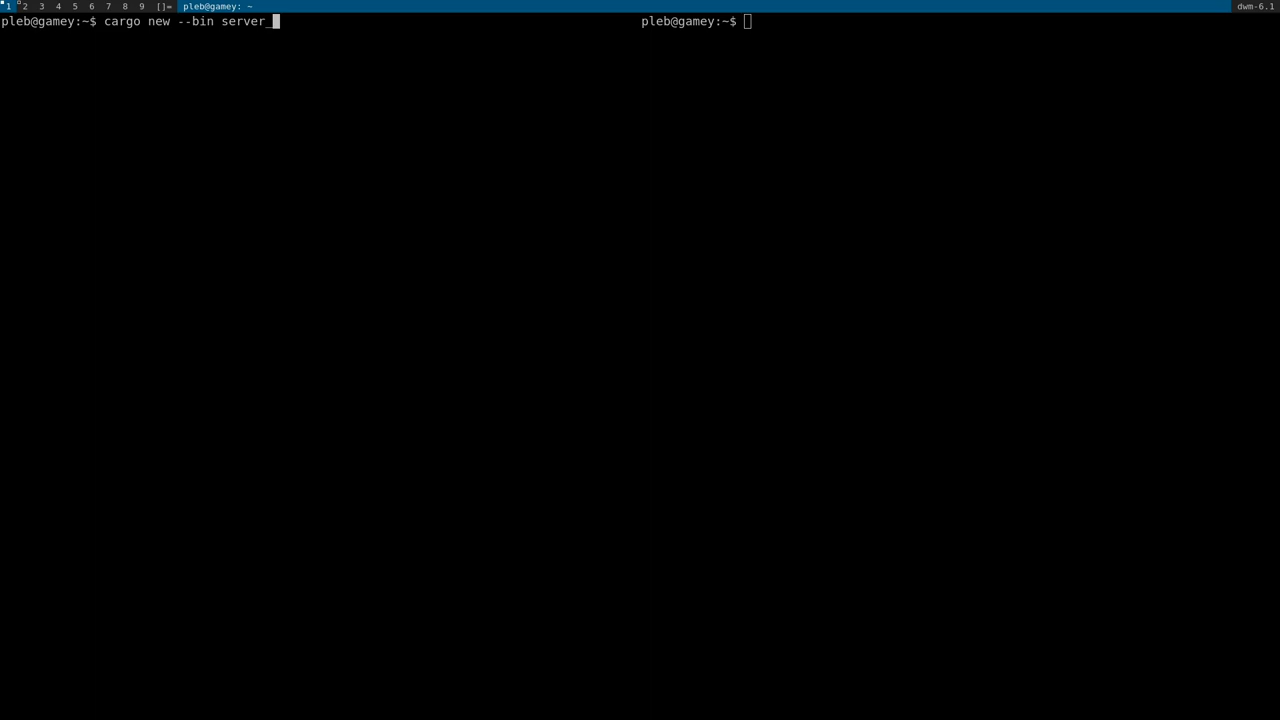 1 2 3 4 5 6 7 8 9 []= pleb@gamey: ~ dwm-6.1
pleb@gamey:~$ cargo new --bin server_
pleb@gamey:~$